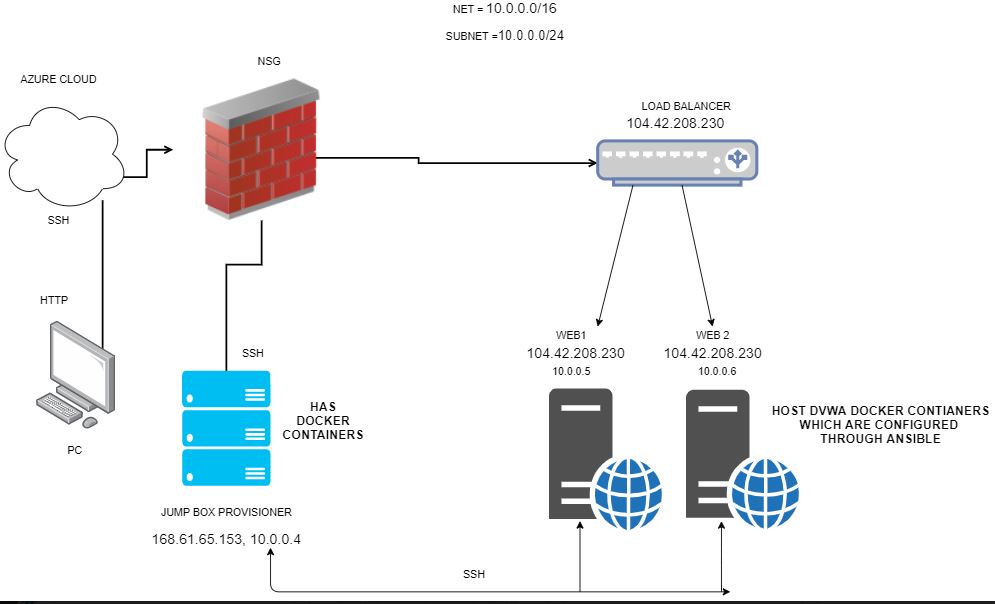 NET = 10.0.0.0/16
SUBNET =10.0.0.0/24
NSG
AZURE CLOUD
LOAD BALANCER
104.42.208.230
SSH
HTTP
PC
SSH
HAS
DOCKER
CONTAINERS
JUMP BOX PROVISIONER
168.61.65.153, 10.0.0.4
WEB1
104.42.208.230
10.0.0.5
WEB 2
104.42.208.230
10.0.0.6
HOST DVWA DOCKER CONTIANERS
WHICH ARE CONFIGURED
THROUGH ANSIBLE
SSH